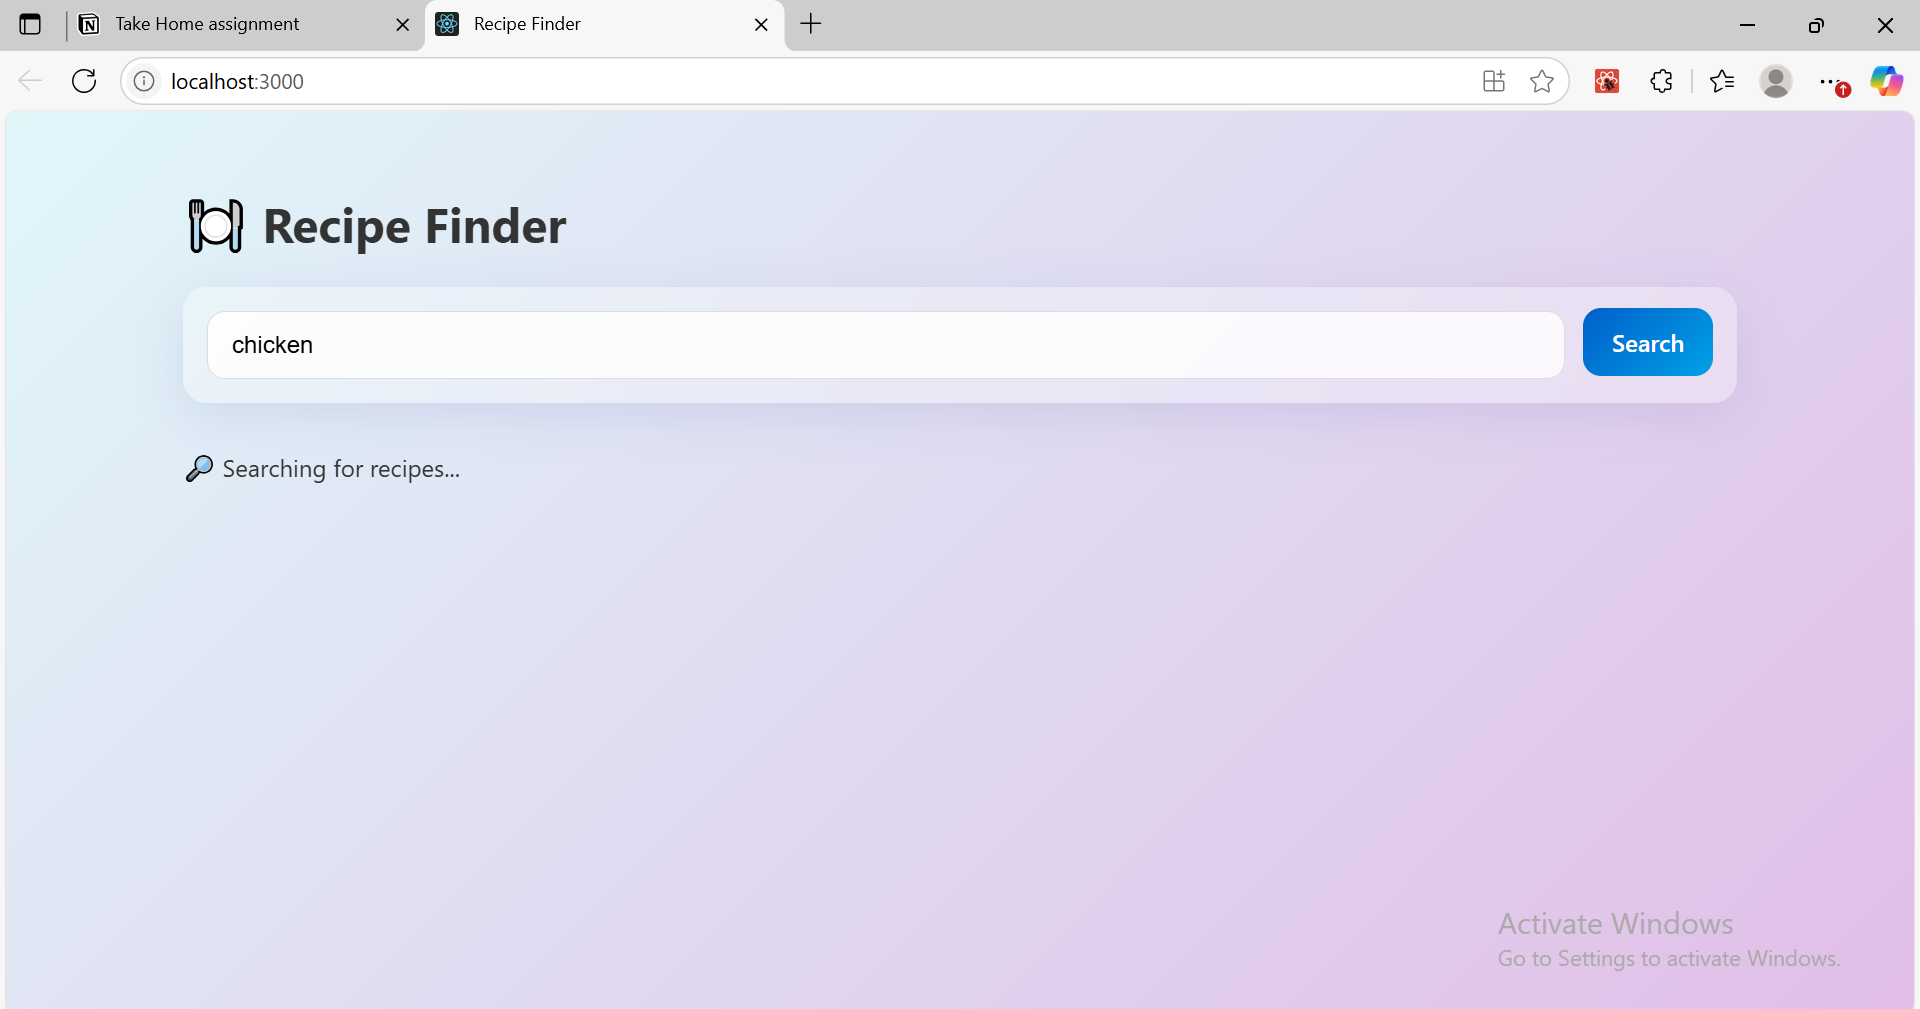 Take Home assignment
Recipe Finder
localhost:3000
Recipe Finder
chicken
Search
Searching for recipes...
Activate Windows
Go to Settings to activate Windows.